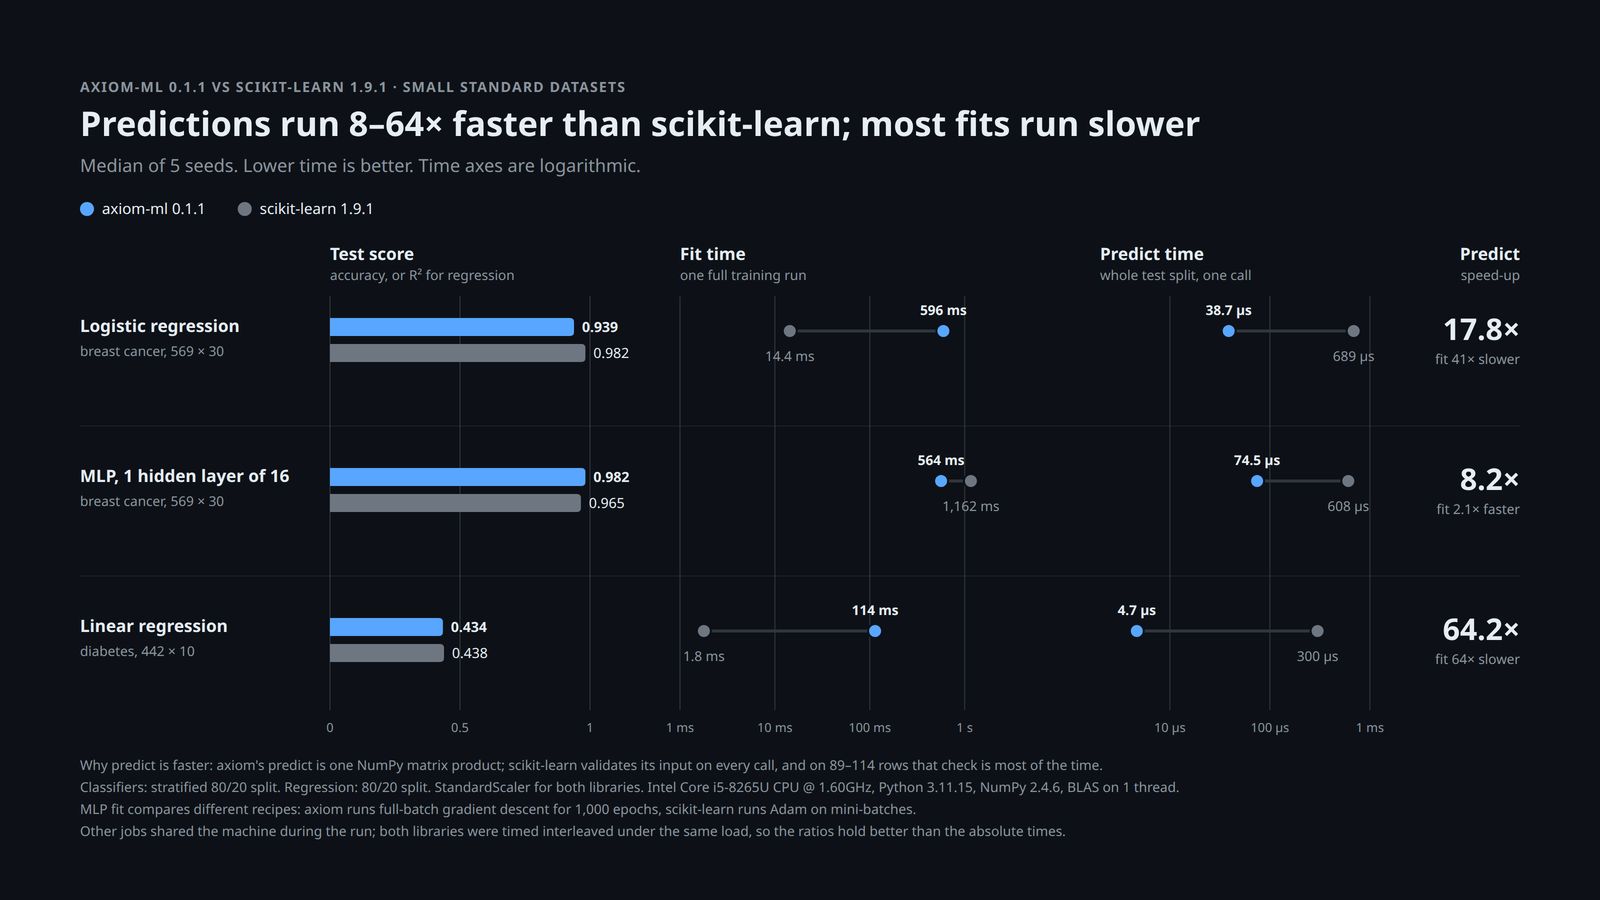 AXIOM-ML 0.1.1 VS SCIKIT-LEARN 1.9.1 · SMALL STANDARD DATASETS
Predictions run 8–64× faster than scikit-learn; most fits run slower
Median of 5 seeds. Lower time is better. Time axes are logarithmic.
axiom-ml 0.1.1 scikit-learn 1.9.1
Test score Fit time Predict time Predict
accuracy, or R² for regression one full training run whole test split, one call speed-up
596 ms 38.7 µs
Logistic regression 0.939 17.8×
breast cancer, 569 × 30 0.982 14.4 ms 689 µs fit 41× slower
564 ms 74.5 µs
MLP, 1 hidden layer of 16 0.982 8.2×
breast cancer, 569 × 30 0.965 1,162 ms 608 µs fit 2.1× faster
114 ms 4.7 µs
Linear regression 0.434 64.2×
diabetes, 442 × 10 0.438 1.8 ms 300 µs fit 64× slower
0 0.5 1 1 ms 10 ms 100 ms 1 s 10 µs 100 µs 1 ms
Why predict is faster: axiom's predict is one NumPy matrix product; scikit-learn validates its input on every call, and on 89–114 rows that check is most of the time.
Classifiers: stratified 80/20 split. Regression: 80/20 split. StandardScaler for both libraries. Intel Core i5-8265U CPU @ 1.60GHz, Python 3.11.15, NumPy 2.4.6, BLAS on 1 thread.
MLP fit compares different recipes: axiom runs full-batch gradient descent for 1,000 epochs, scikit-learn runs Adam on mini-batches.
Other jobs shared the machine during the run; both libraries were timed interleaved under the same load, so the ratios hold better than the absolute times.